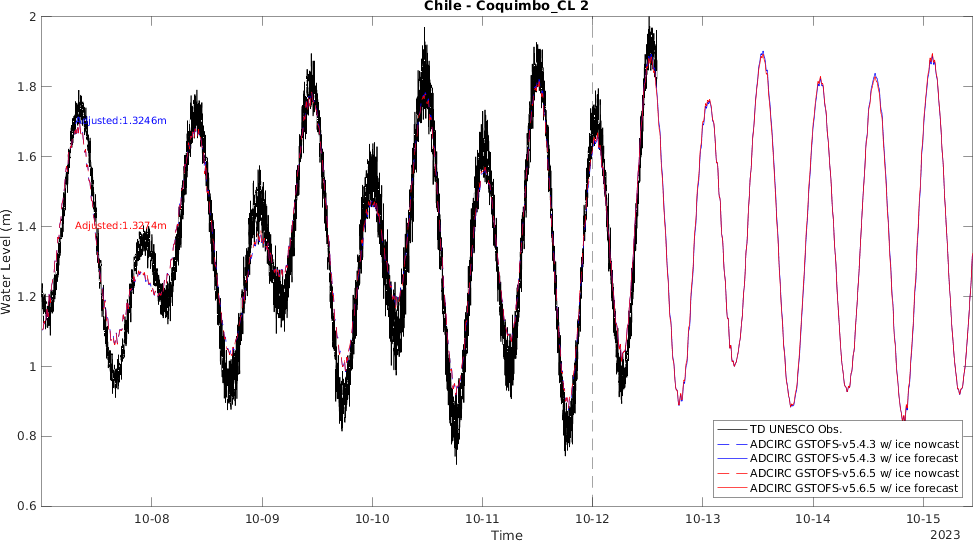 Chile - Coquimbo_CL 2
Water Level (m)
2
1.8
1.6
1.4
1.2
1
0.8
0.6
Adjusted:1.3246m
Adjusted:1.3274m
TD UNESCO Obs.
ADCIRC GSTOFS-v5.4.3 w/ ice nowcast
ADCIRC GSTOFS-v5.4.3 w/ ice forecast
ADCIRC GSTOFS-v5.6.5 w/ ice nowcast
ADCIRC GSTOFS-v5.6.5 w/ ice forecast
10-08 10-09 10-10 10-11 10-12 10-13 10-14 10-15
Time
2023